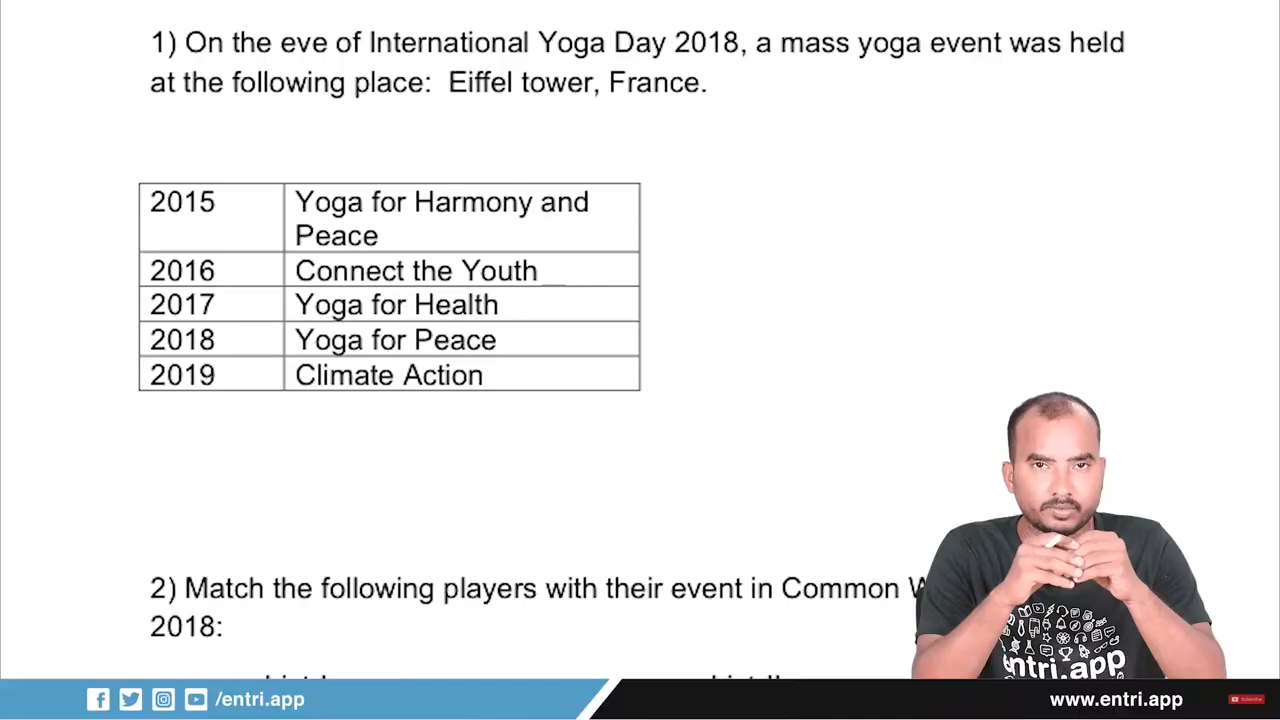 1) On the eve of International Yoga Day 2018, a mass yoga event was held
at the following place: Eiffel tower, France.
2015 Yoga for Harmony and
Peace
2016 Connect the Youth
2017 Yoga for Health
2018 Yoga for Peace
2019 Climate Action
2) Match the following players with their event in Common W
2018:
ntri.app
/entri.app
www.entri.app
Subscribe